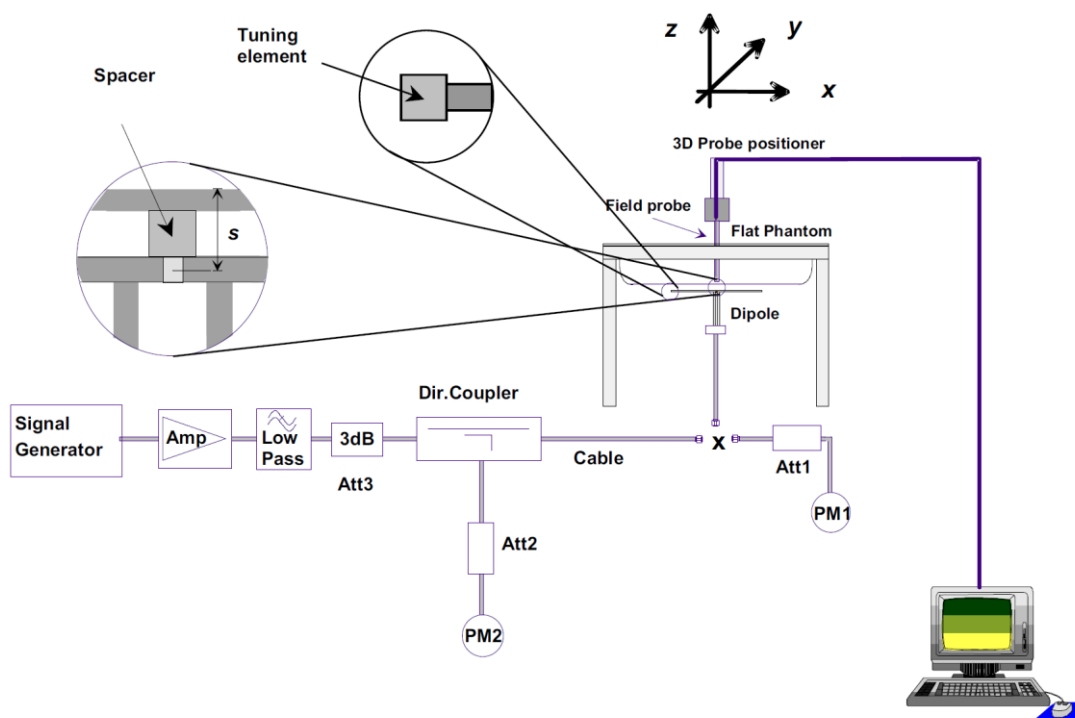 Tuning
element
Spacer
s
z
y
x
3D Probe positioner
Field probe
Flat Phantom
Dipole
Dir.Coupler
Signal
Generator
Amp
Low
Pass
3dB
Att3
Cable
x
Att1
PM1
Att2
PM2